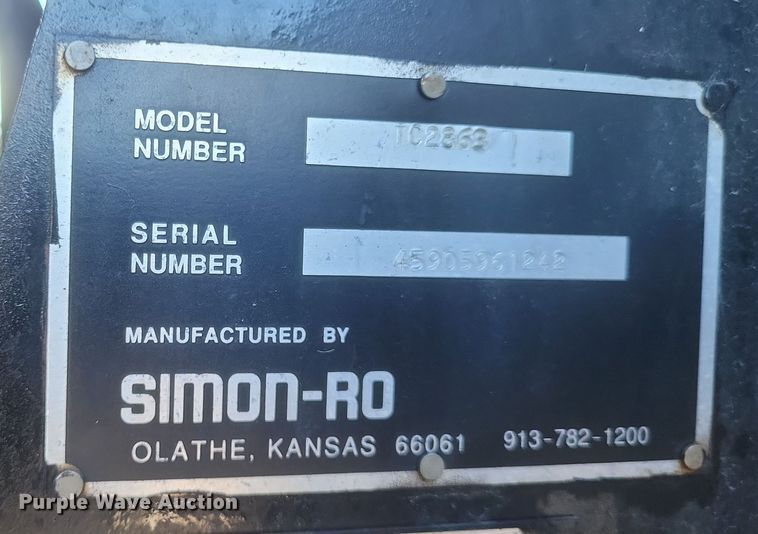 MODEL
NUMBER TC2863
SERIAL
NUMBER 45905961242
MANUFACTURED BY
SIMON-RO
OLATHE, KANSAS 66061 913-782-1200
Purple Wave Auction